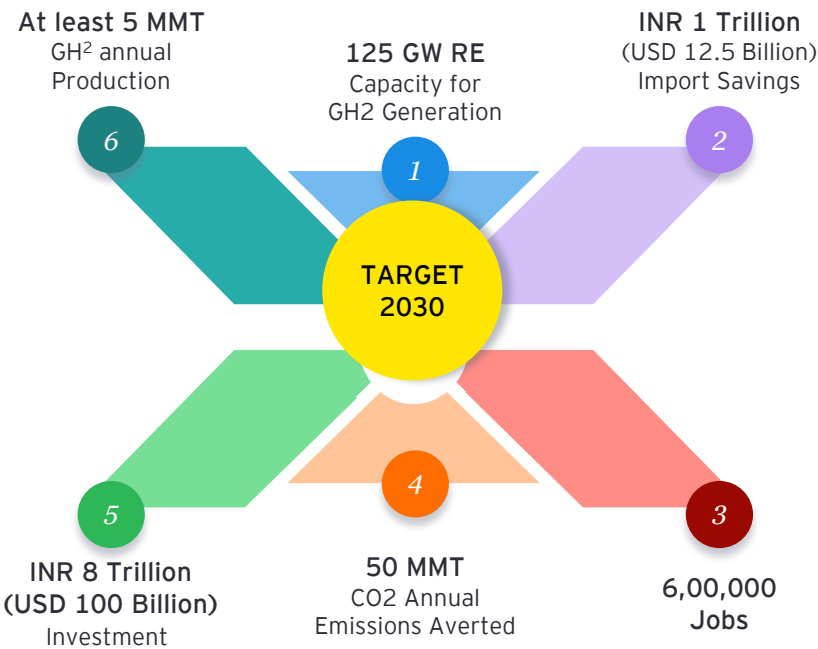 At least 5 MMT
GH² annual
Production
6
125 GW RE
Capacity for
GH2 Generation
1
INR 1 Trillion
(USD 12.5 Billion)
Import Savings
2
TARGET
2030
5
INR 8 Trillion
(USD 100 Billion)
Investment
4
50 MMT
CO2 Annual
Emissions Averted
3
6,00,000
Jobs